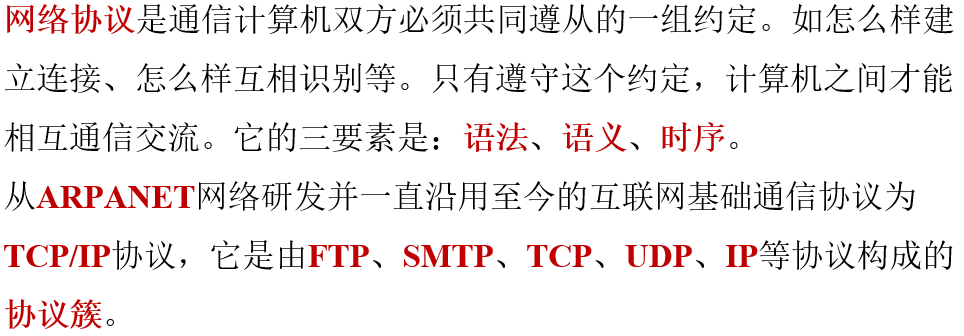 网络协议是通信计算机双方必须共同遵从的一组约定。如怎么样建
立连接、怎么样互相识别等。只有遵守这个约定，计算机之间才能
相互通信交流。它的三要素是：语法、语义、时序。
从ARPANET网络研发并一直沿用至今的互联网基础通信协议为
TCP/IP协议，它是由FTP、SMTP、TCP、UDP、IP等协议构成的
协议簇。